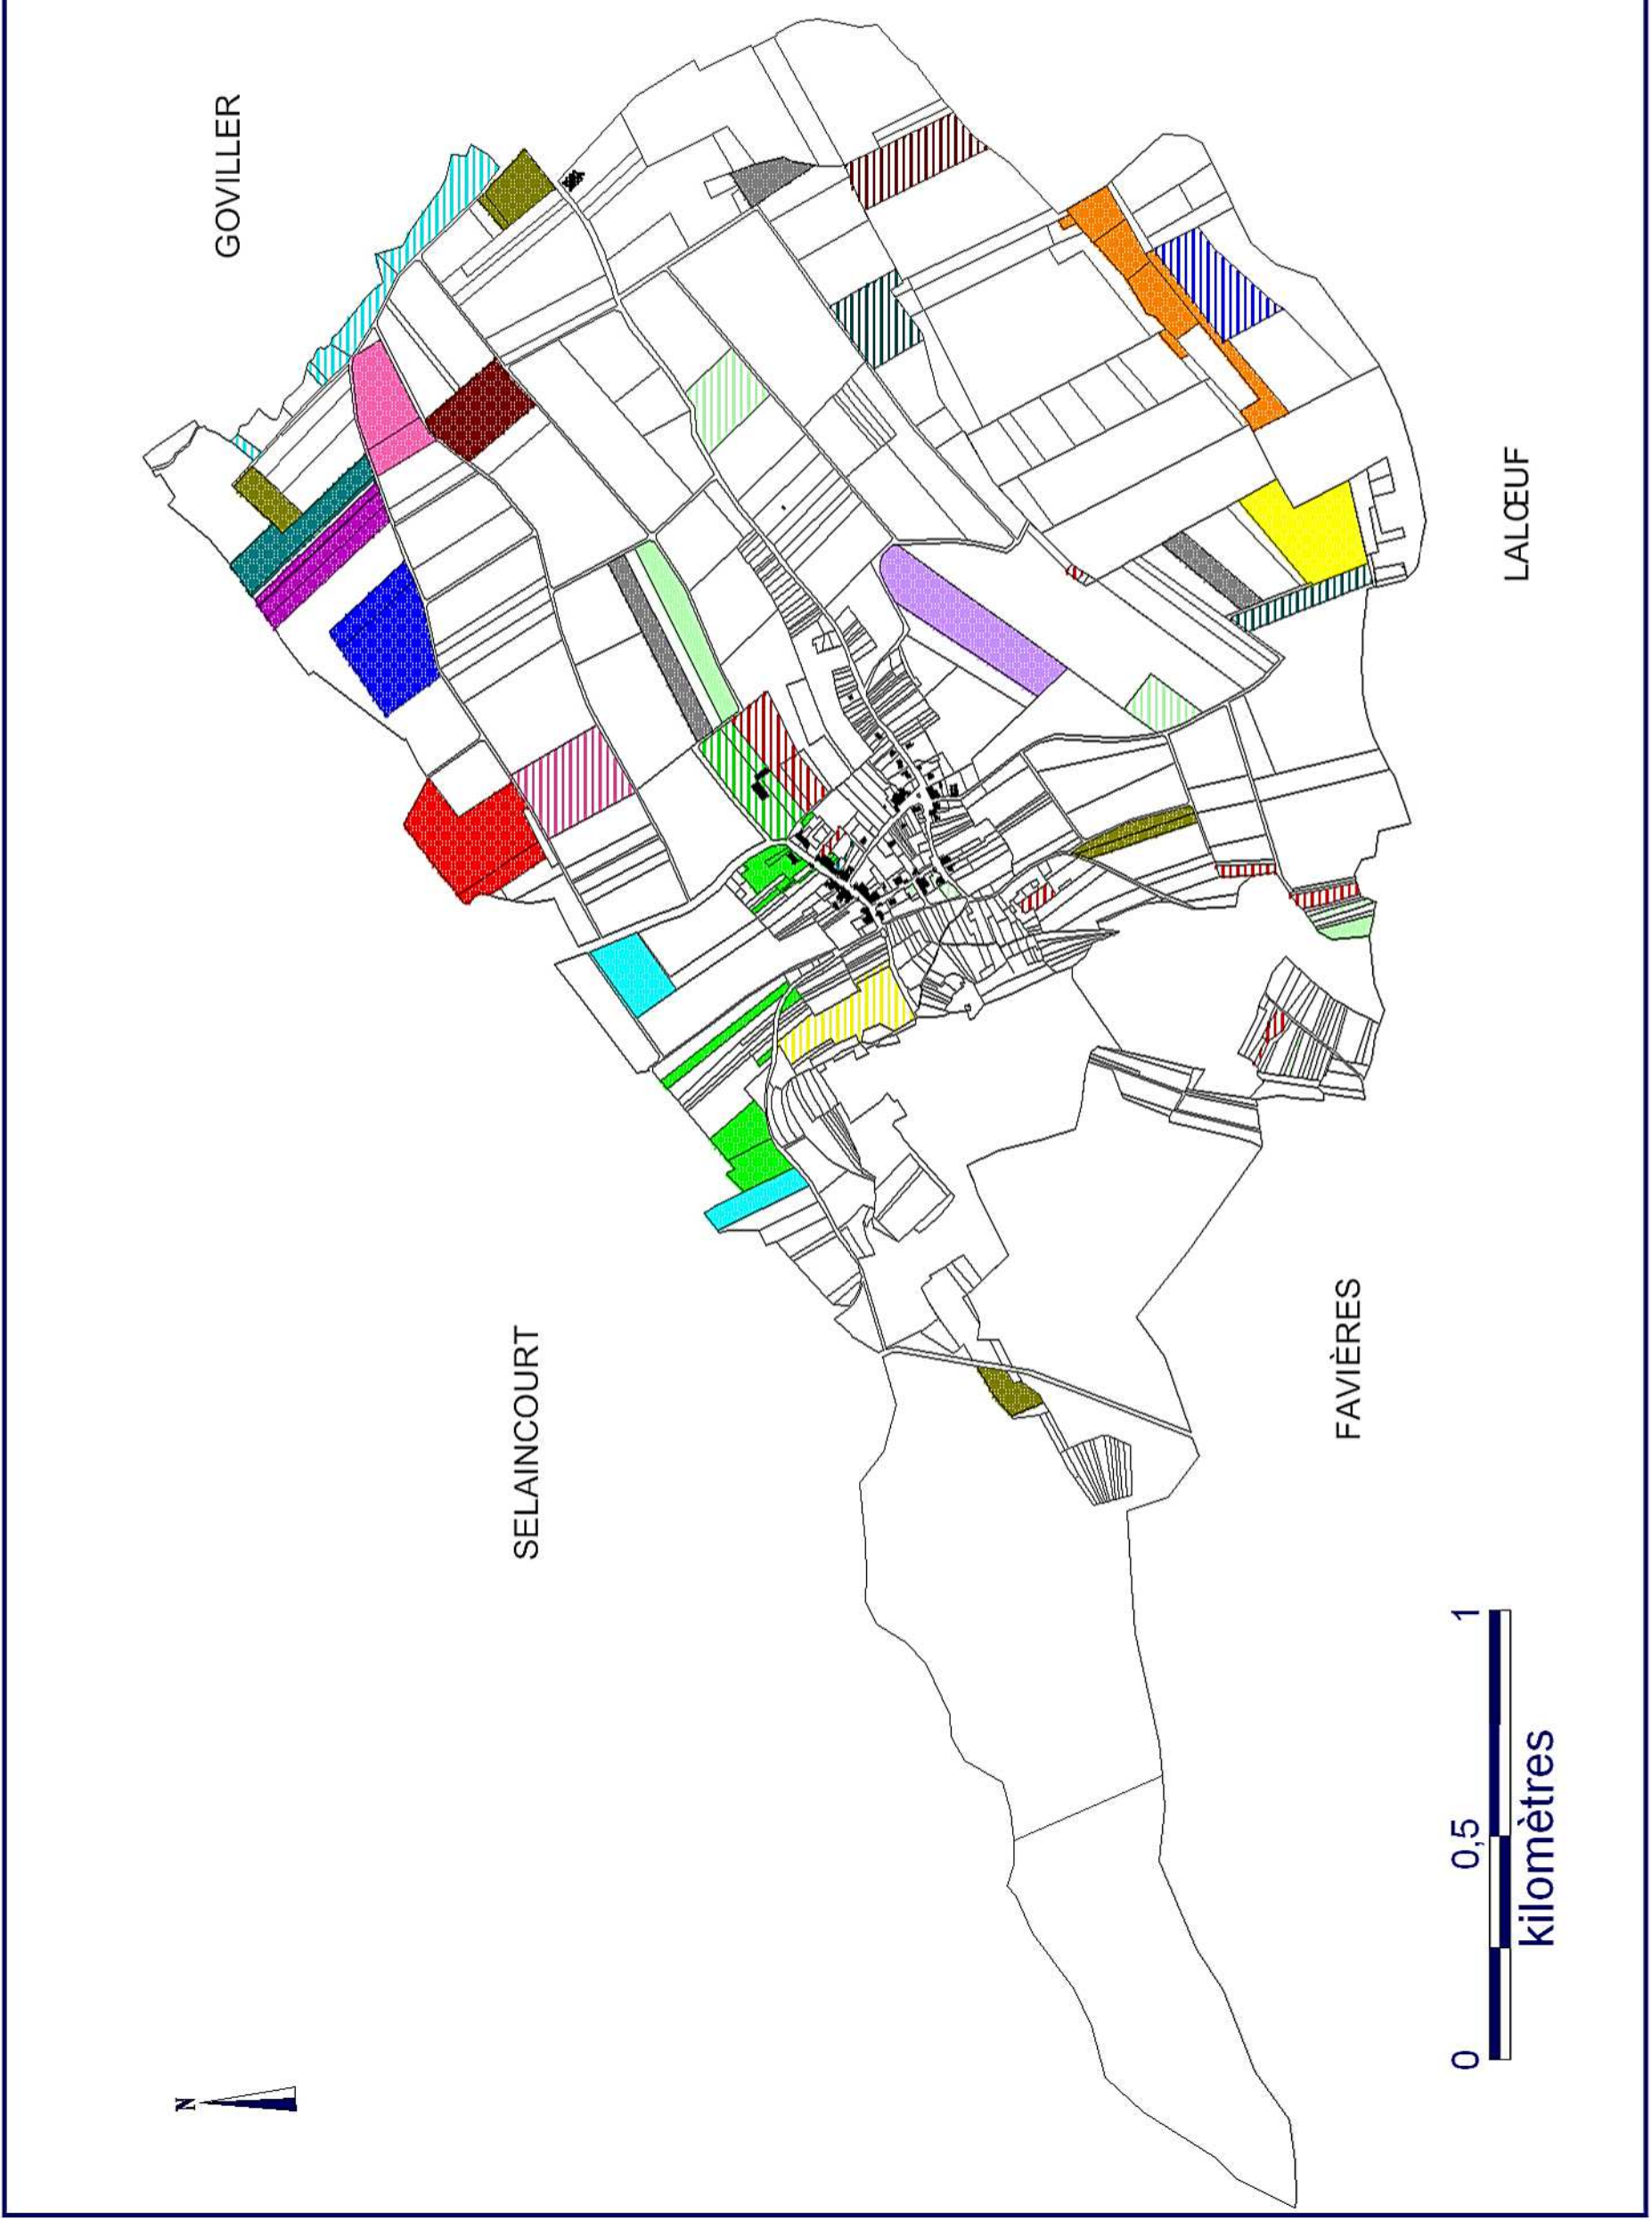 N
GOVILLER
SELAINCOURT
FAVIÈRES
LALŒUF
0 0,5 1
kilomètres